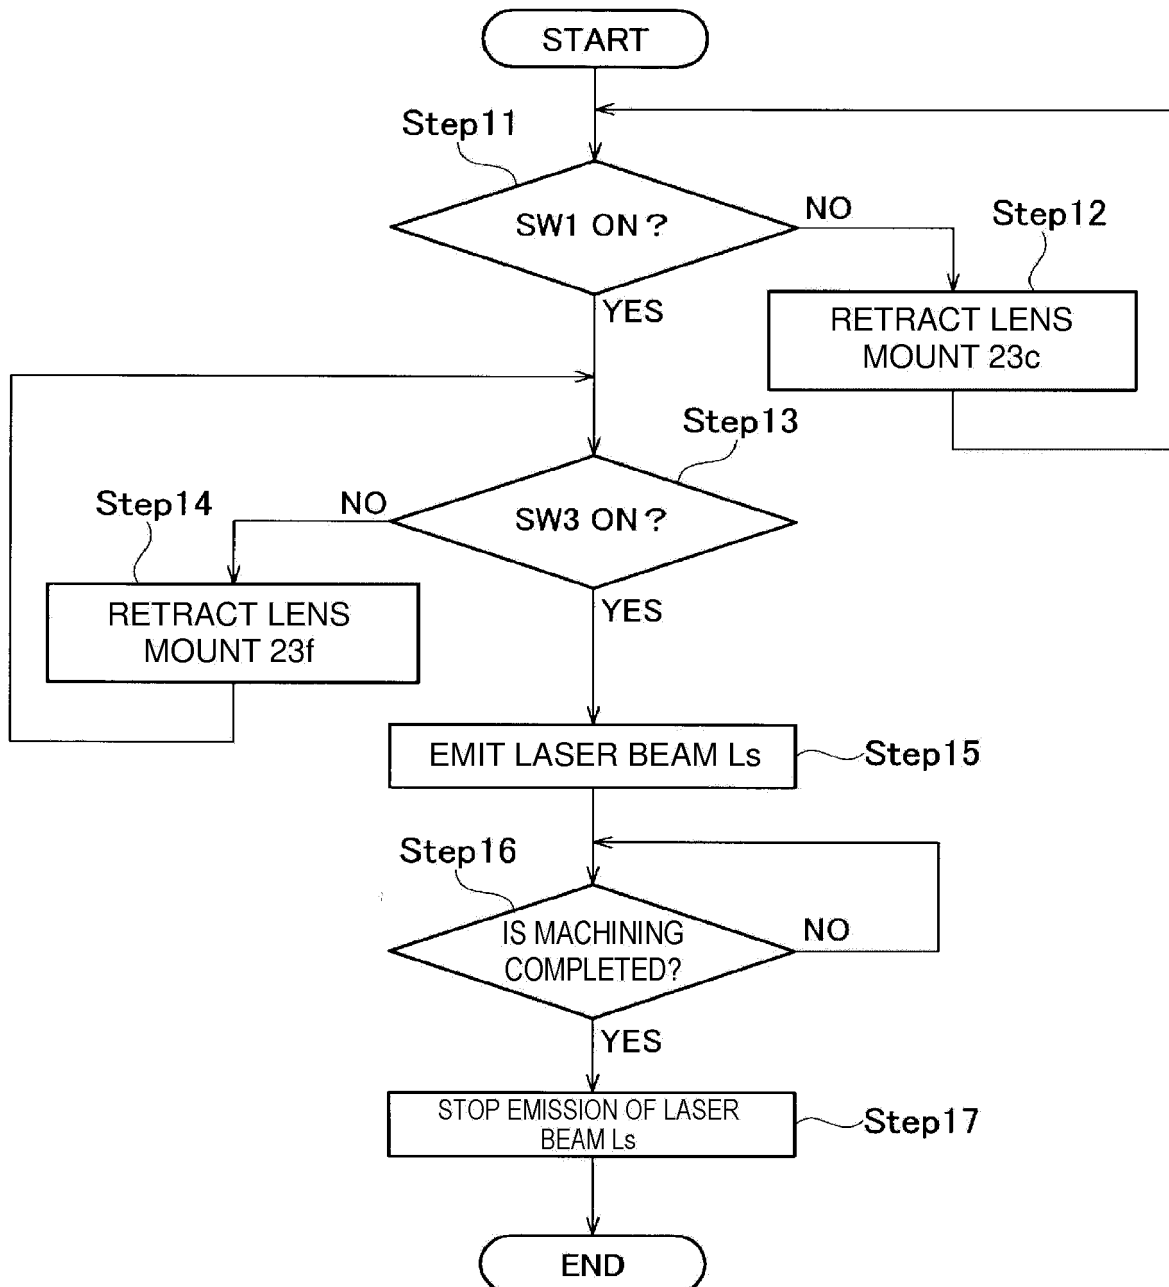 START
Step11
SW1 ON?
NO
Step12
YES
RETRACT LENS
MOUNT 23c
Step13
Step14
NO
SW3 ON?
RETRACT LENS
MOUNT 23f
YES
EMIT LASER BEAM Ls
Step15
Step16
IS MACHINING
COMPLETED?
NO
YES
STOP EMISSION OF LASER
BEAM Ls
Step17
END